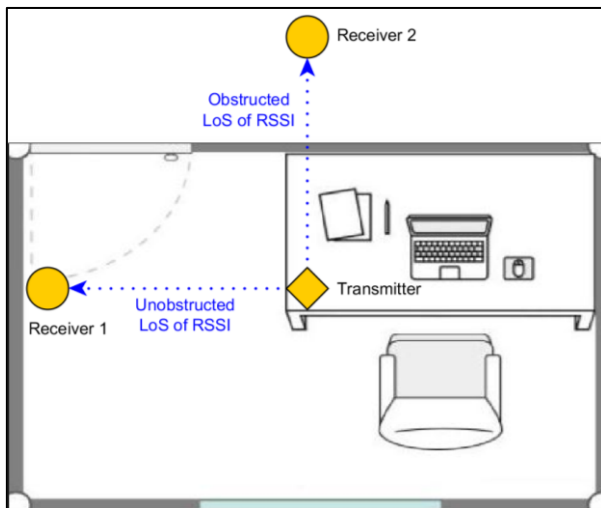 Receiver 2
Obstructed
LoS of RSSI
Transmitter
Unobstructed
LoS of RSSI
Receiver 1